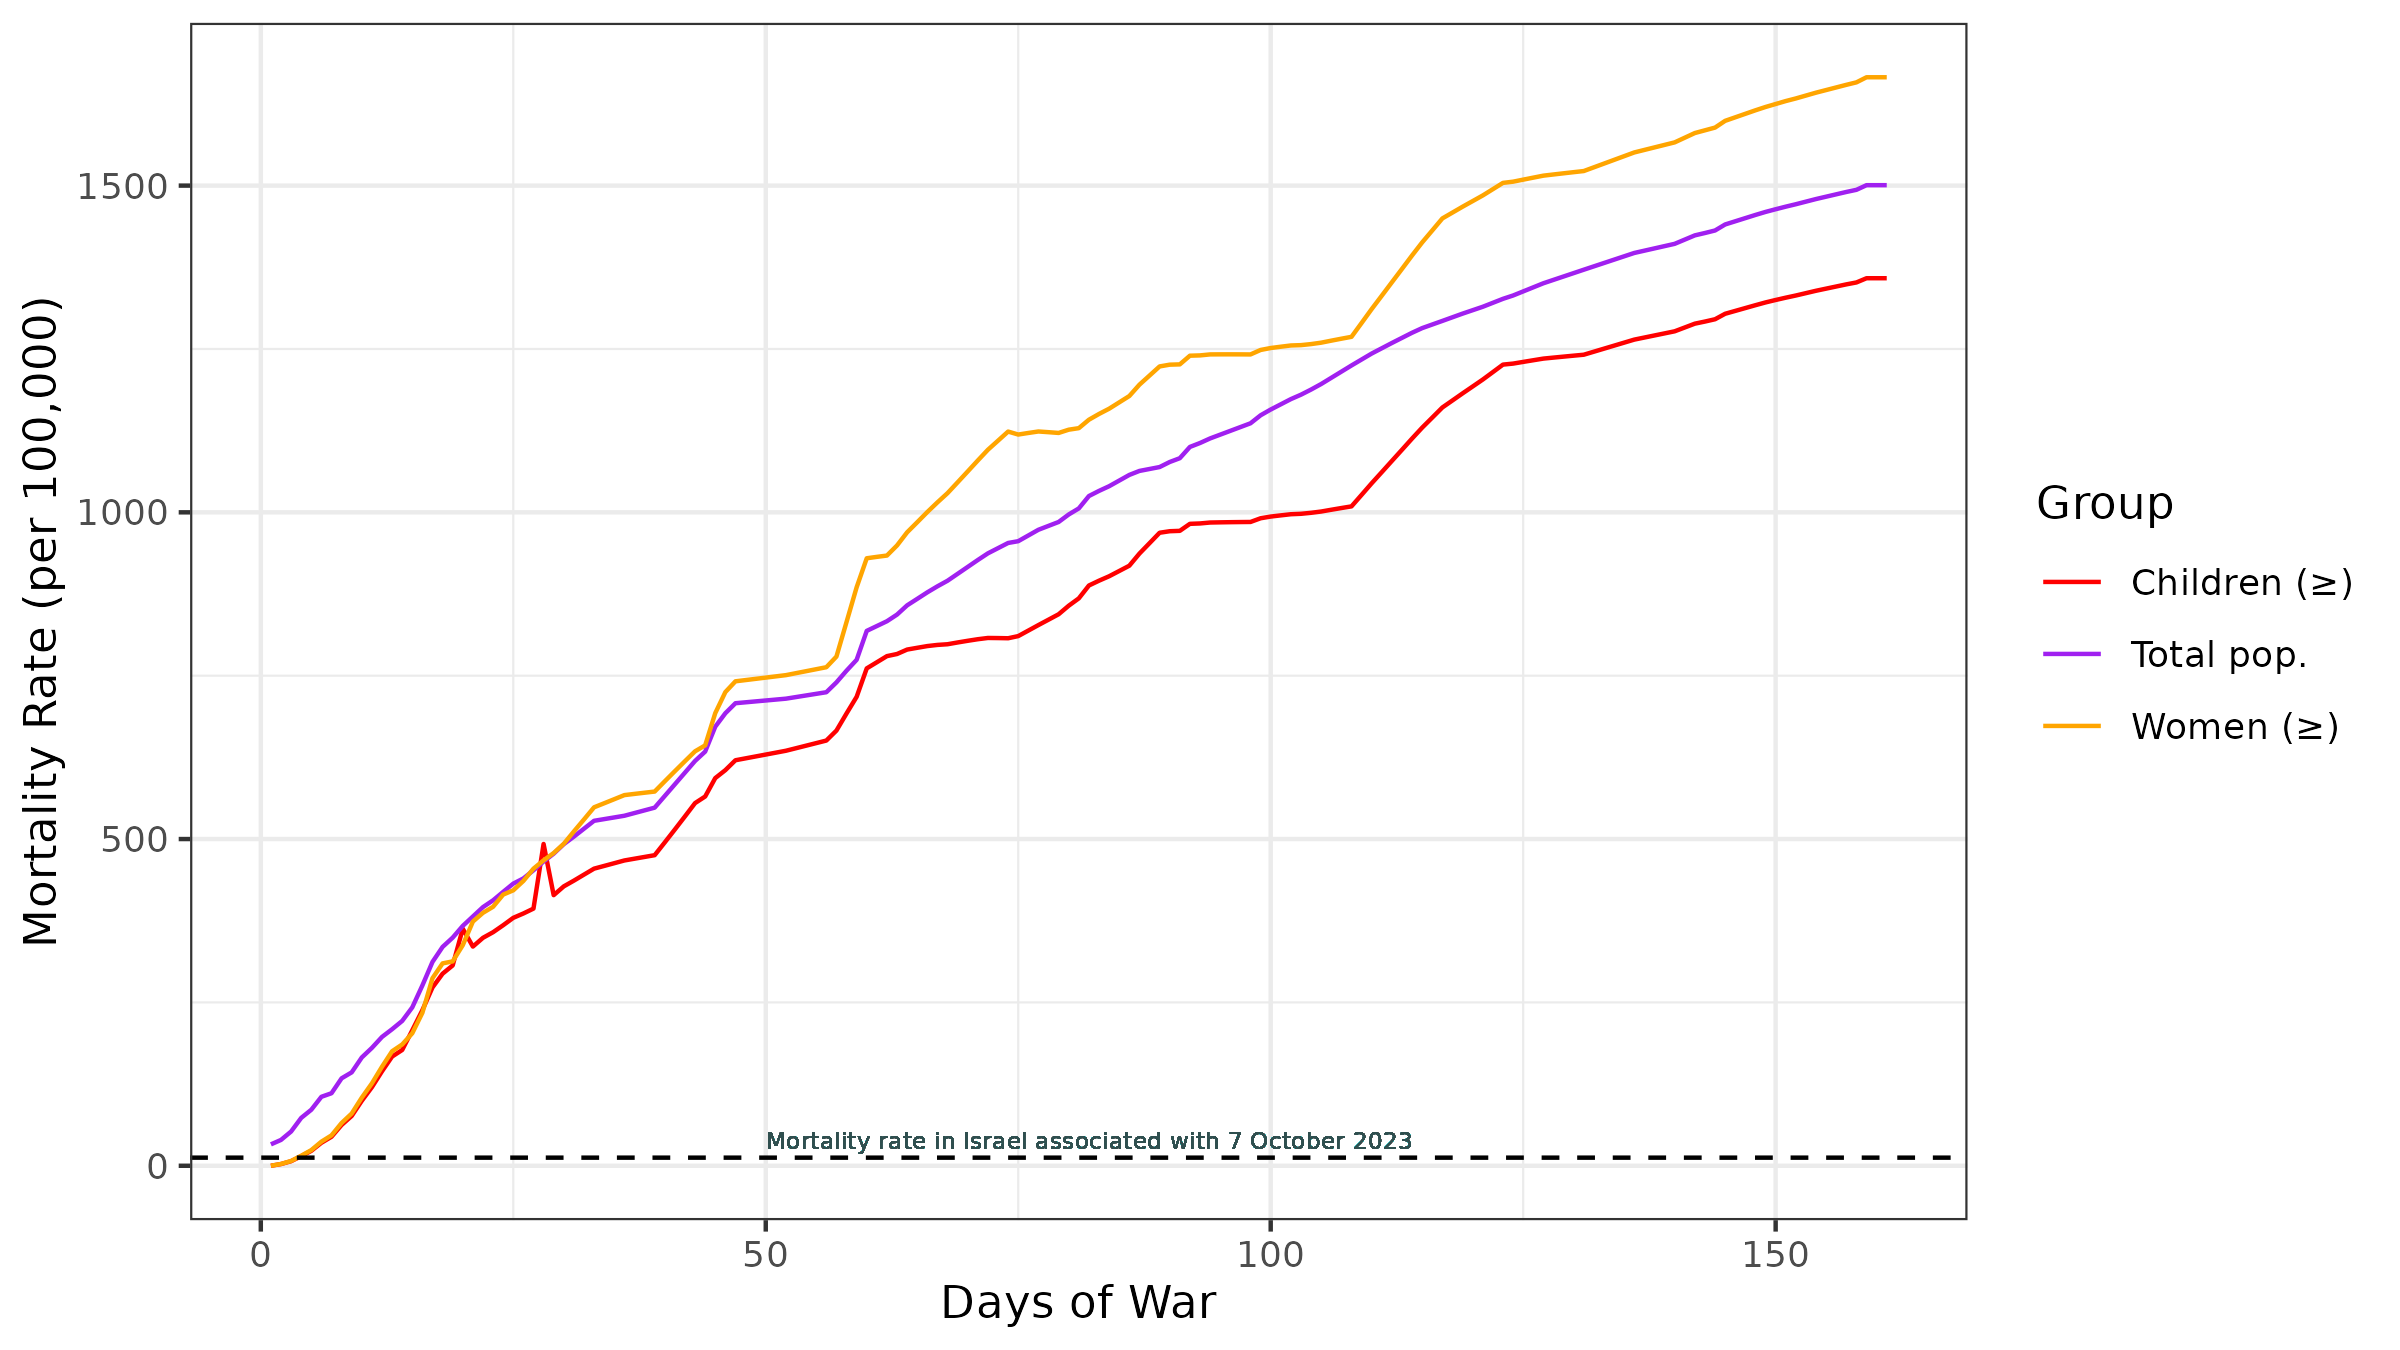 Mortality Rate (per 100,000)
1500
1000
500
0
Mortality rate in Israel associated with 7 October 2023
0 50 100 150
Days of War
Group
Children (≥)
Total pop.
Women (≥)